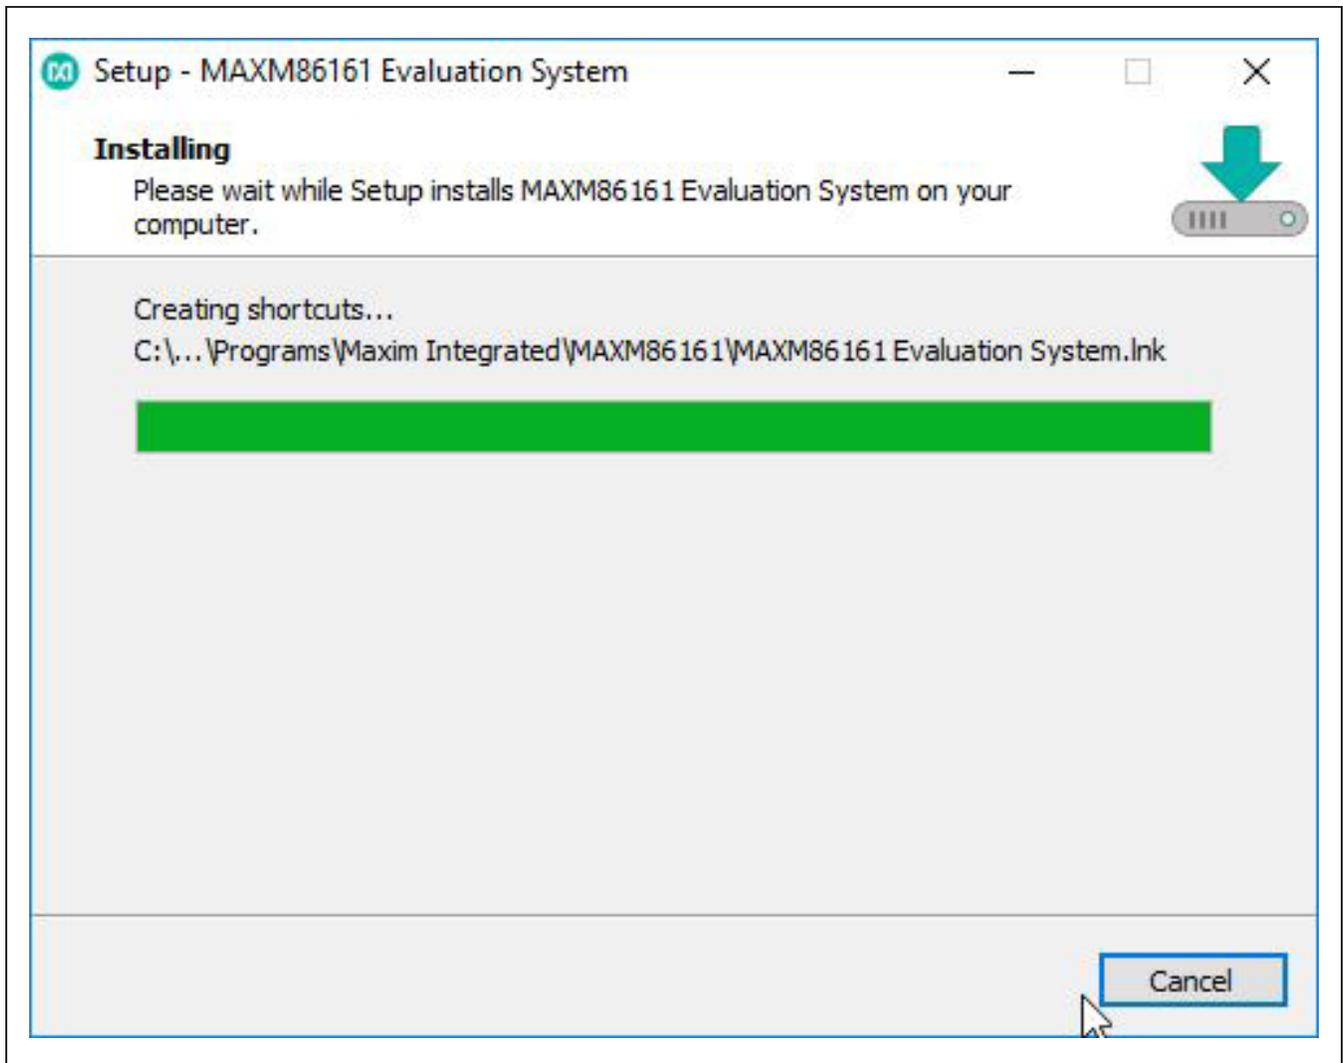 Setup - MAXM86161 Evaluation System
Installing
Please wait while Setup installs MAXM86161 Evaluation System on your
computer.
Creating shortcuts...
C:\...\Programs\Maxim Integrated\MAXM86161\MAXM86161 Evaluation System.lnk
Cancel